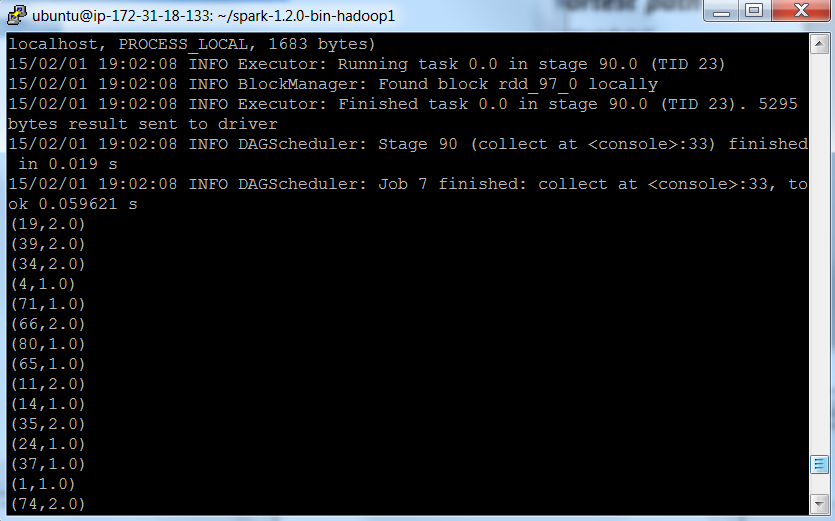 ortest path
ubuntu@ip-172-31-18-133: ~/spark-1.2.0-bin-hadoop1
localhost, PROCESS_LOCAL, 1683 bytes)
15/02/01 19:02:08 INFO Executor: Running task 0.0 in stage 90.0 (TID 23)
15/02/01 19:02:08 INFO BlockManager: Found block rdd_97_0 locally
15/02/01 19:02:08 INFO Executor: Finished task 0.0 in stage 90.0 (TID 23). 5295
bytes result sent to driver
15/02/01 19:02:08 INFO DAGScheduler: Stage 90 (collect at <console>:33) finished
 in 0.019 s
15/02/01 19:02:08 INFO DAGScheduler: Job 7 finished: collect at <console>:33, to
ok 0.059621 s
(19,2.0)
(39,2.0)
(34,2.0)
(4,1.0)
(71,1.0)
(66,2.0)
(80,1.0)
(65,1.0)
(11,2.0)
(14,1.0)
(35,2.0)
(24,1.0)
(37,1.0)
(1,1.0)
(74,2.0)